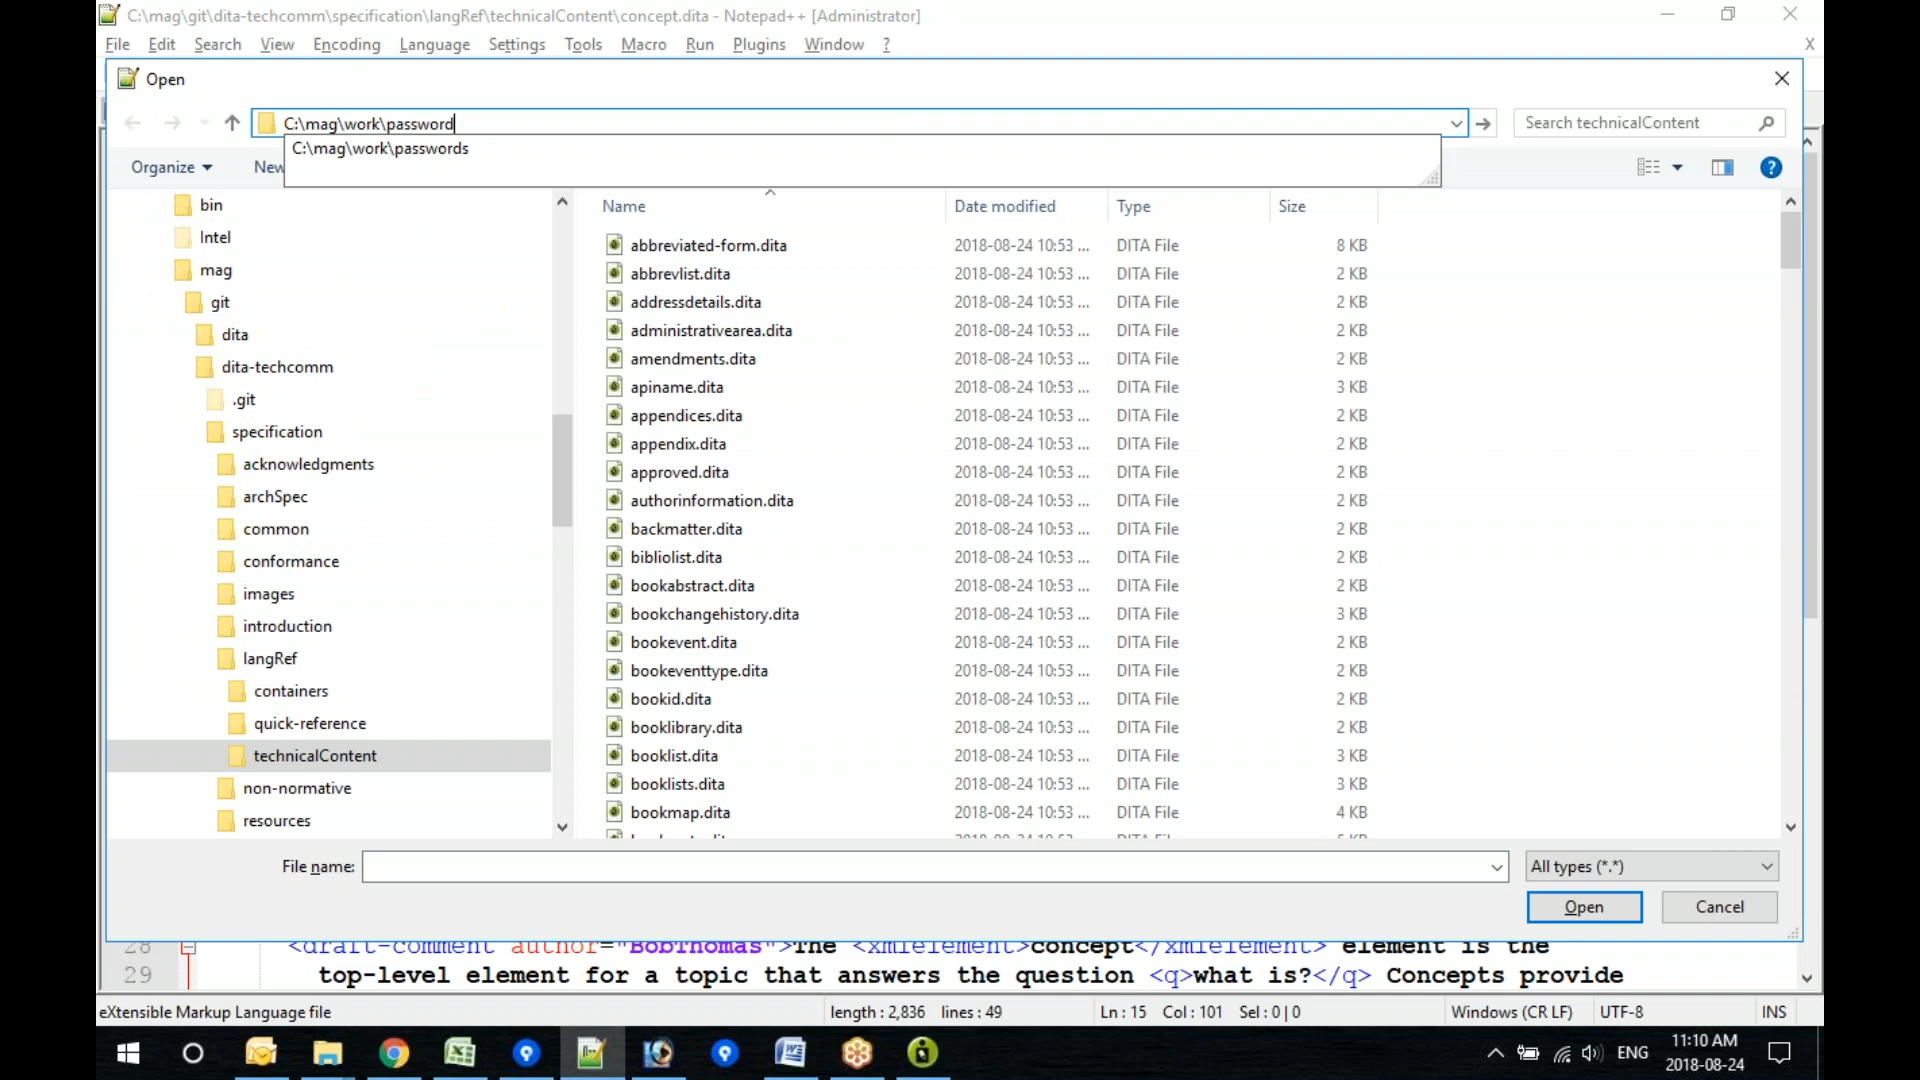 C:\mag\git\dita-techcomm\specification\langRef\technicalContent\concept.dita - Notepad++ [Administrator]
File Edit Search View Encoding Language Settings Tools Macro Run Plugins Window ?
X
Open
C:\mag\work\password
Search technicalContent
C:\mag\work\passwords
Organize
New
bin
Intel
mag
git
dita
dita-techcomm
.git
specification
acknowledgments
archSpec
common
conformance
images
introduction
langRef
containers
quick-reference
technicalContent
non-normative
resources
Name Date modified Type Size
abbreviated-form.dita 2018-08-24 10:53 ... DITA File 8 KB
abbrevlist.dita 2018-08-24 10:53 ... DITA File 2 KB
addressdetails.dita 2018-08-24 10:53 ... DITA File 2 KB
administrativearea.dita 2018-08-24 10:53 ... DITA File 2 KB
amendments.dita 2018-08-24 10:53 ... DITA File 2 KB
apiname.dita 2018-08-24 10:53 ... DITA File 3 KB
appendices.dita 2018-08-24 10:53 ... DITA File 2 KB
appendix.dita 2018-08-24 10:53 ... DITA File 2 KB
approved.dita 2018-08-24 10:53 ... DITA File 2 KB
authorinformation.dita 2018-08-24 10:53 ... DITA File 2 KB
backmatter.dita 2018-08-24 10:53 ... DITA File 2 KB
bibliolist.dita 2018-08-24 10:53 ... DITA File 2 KB
bookabstract.dita 2018-08-24 10:53 ... DITA File 2 KB
bookchangehistory.dita 2018-08-24 10:53 ... DITA File 3 KB
bookevent.dita 2018-08-24 10:53 ... DITA File 2 KB
bookeventtype.dita 2018-08-24 10:53 ... DITA File 2 KB
bookid.dita 2018-08-24 10:53 ... DITA File 2 KB
booklibrary.dita 2018-08-24 10:53 ... DITA File 2 KB
booklist.dita 2018-08-24 10:53 ... DITA File 3 KB
booklists.dita 2018-08-24 10:53 ... DITA File 3 KB
bookmap.dita 2018-08-24 10:53 ... DITA File 4 KB
File name:
All types (*.*)
Open Cancel
28 <draft-comment author="BobThomas">The <xmlelement>concept</xmlelement> element is the
29 top-level element for a topic that answers the question <q>what is?</q> Concepts provide
eXtensible Markup Language file length : 2,836 lines : 49 Ln : 15 Col : 101 Sel : 0 | 0 Windows (CR LF) UTF-8 INS
ENG
11:10 AM
2018-08-24